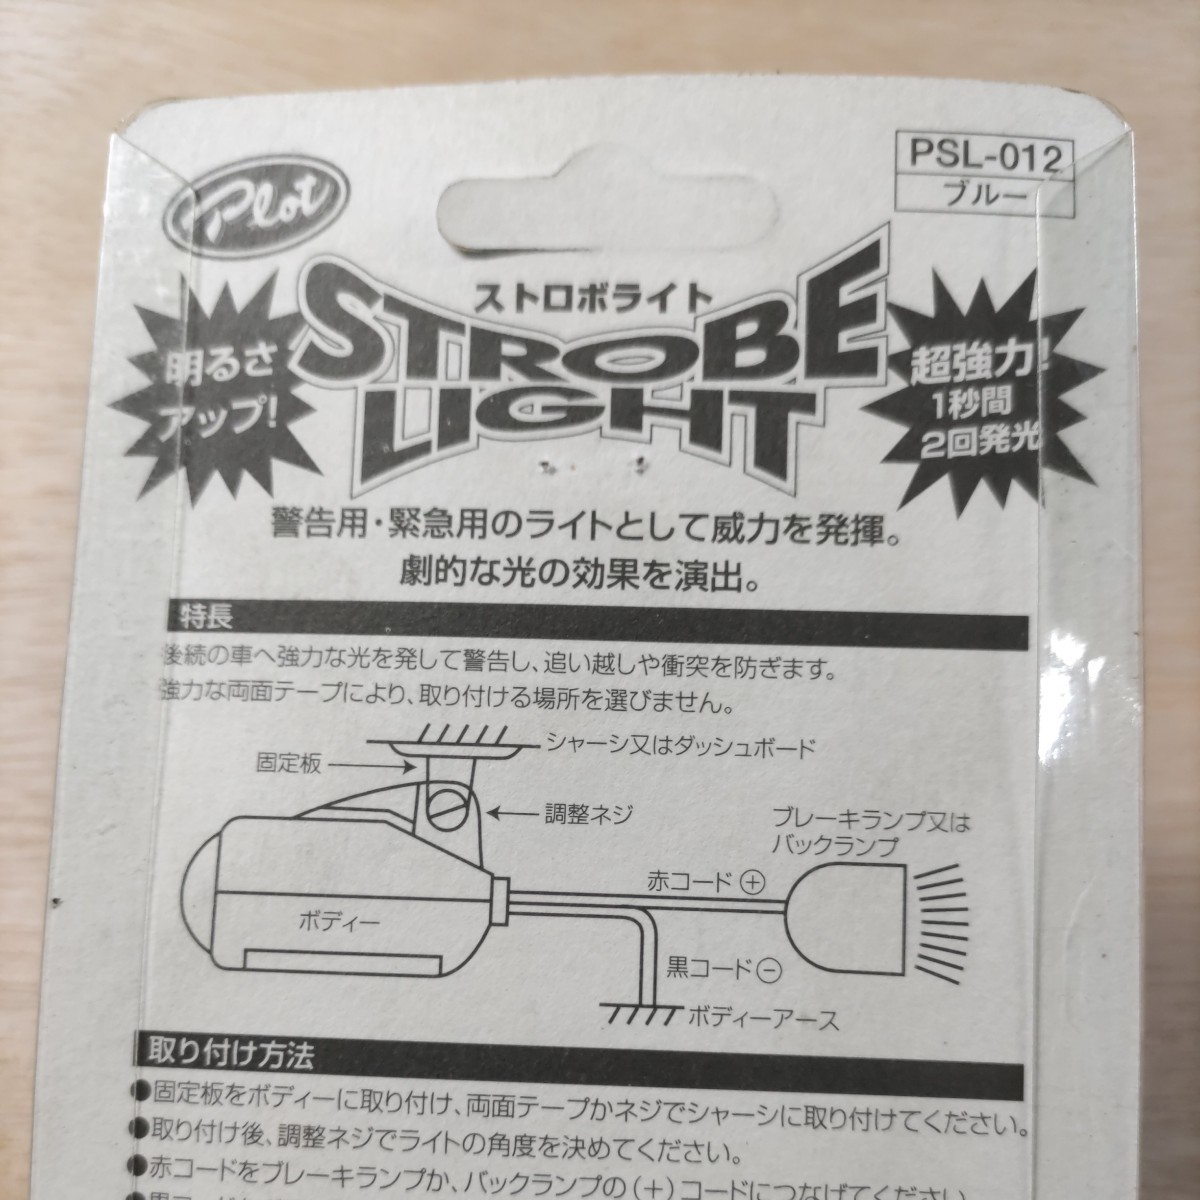 Plot
PSL-012
ブルー
ストロボライト
STROBE
LIGHT
明るさ
アップ!
超強力!
1秒間
2回発光
警告用・緊急用のライトとして威力を発揮。
劇的な光の効果を演出。
特長
後続の車へ強力な光を発して警告し、追い越しや衝突を防ぎます。
強力な両面テープにより、取り付ける場所を選びません。
シャーシ又はダッシュボード
固定板
調整ネジ
ブレーキランプ又は
バックランプ
赤コード⊕
ボディー
黒コード⊖
ボディーアース
取り付け方法
●固定板をボディーに取り付け、両面テープかネジでシャーシに取り付けてください。
●取り付け後、調整ネジでライトの角度を決めてください。
●赤コードをブレーキランプか、バックランプの(+)コードにつなげてください